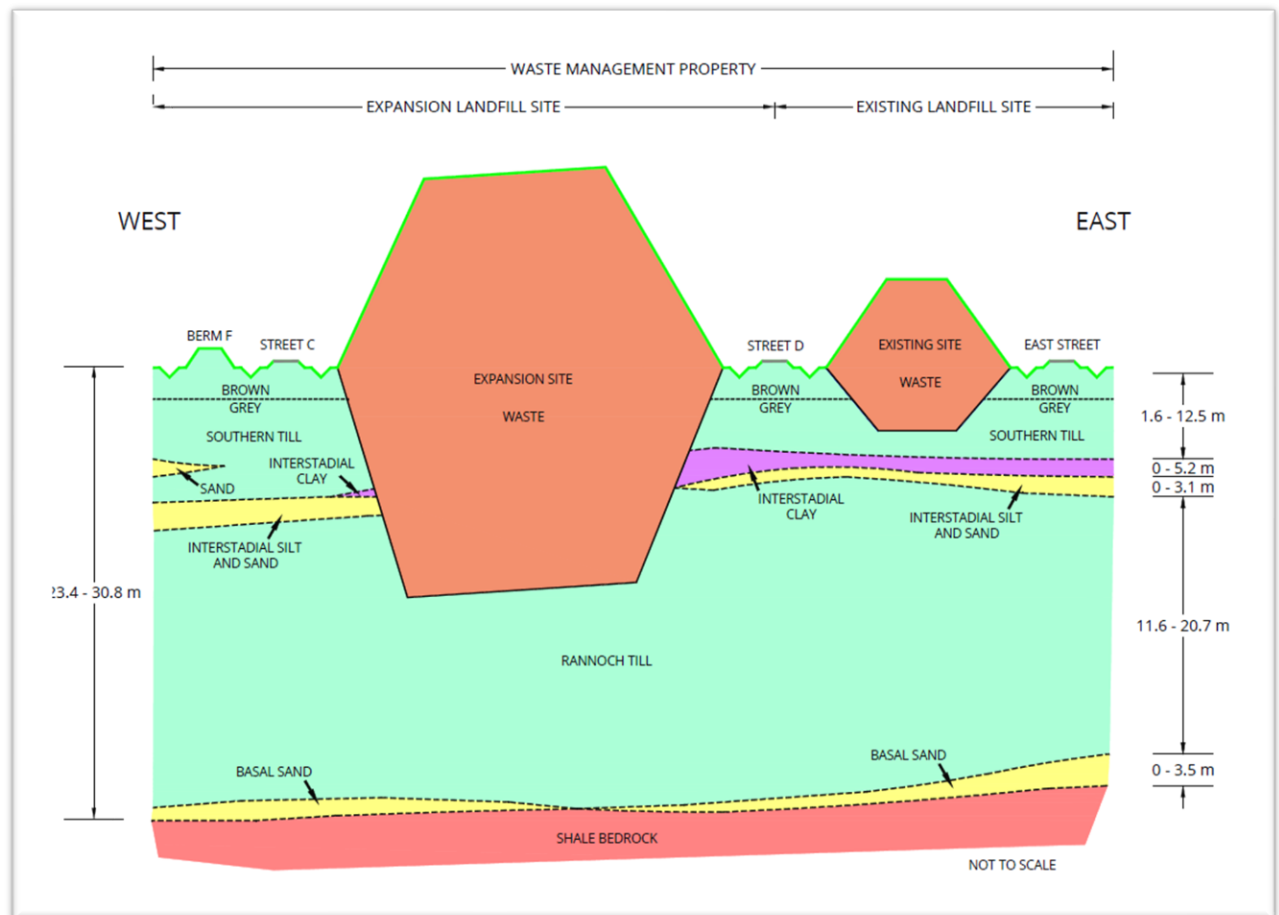 WASTE MANAGEMENT PROPERTY
EXPANSION LANDFILL SITE
EXISTING LANDFILL SITE
WEST
EAST
BERM F
STREET C
STREET D
EXISTING SITE
WASTE
EAST STREET
EXPANSION SITE
WASTE
BROWN
GREY
BROWN
GREY
BROWN
GREY
SOUTHERN TILL
SOUTHERN TILL
1.6 - 12.5 m
INTERSTADIAL
CLAY
SAND
0 - 5.2 m
0 - 3.1 m
INTERSTADIAL
CLAY
INTERSTADIAL SILT
AND SAND
INTERSTADIAL SILT
AND SAND
3.4 - 30.8 m
11.6 - 20.7 m
RANNOCH TILL
BASAL SAND
BASAL SAND
0 - 3.5 m
SHALE BEDROCK
NOT TO SCALE